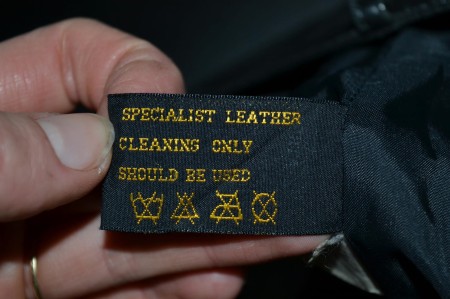 SPECIALIST LEATHER
CLEANING ONLY
SHOULD BE USED